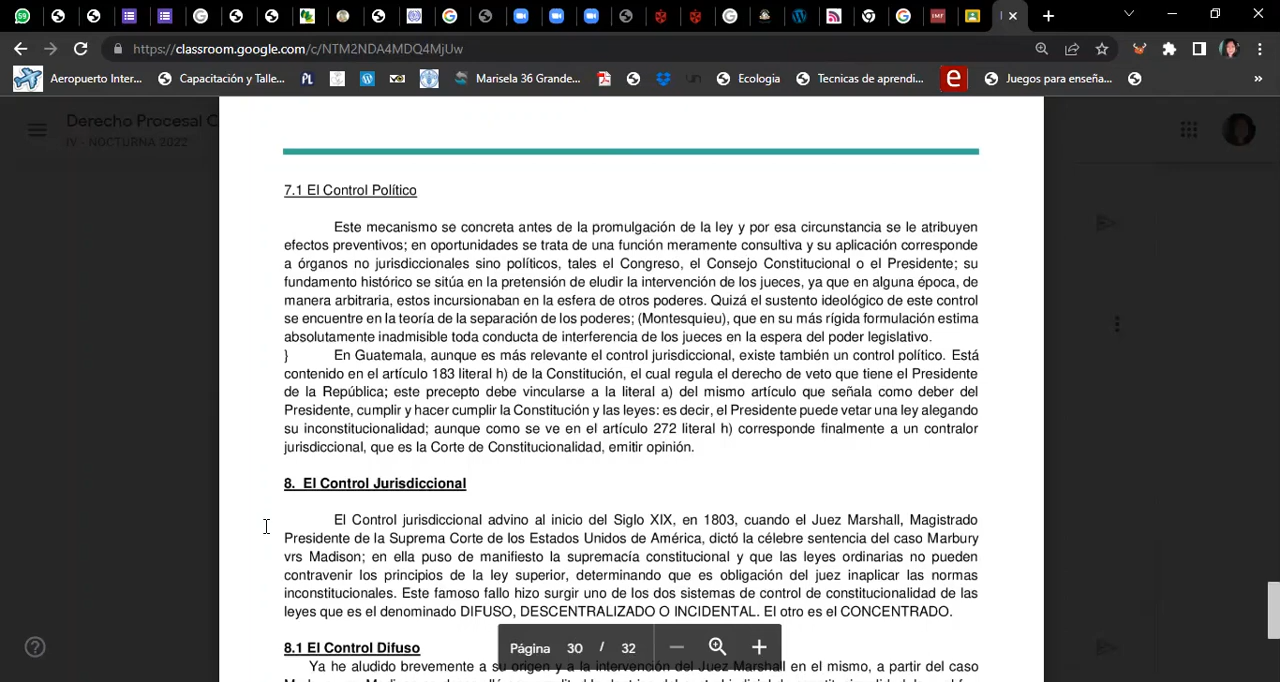 https://classroom.google.com/c/NTM2NDA4MDQ4MjUw
Aeropuerto Inter... Capacitación y Talle... Marisela 36 Grande... Ecologia Tecnicas de aprendi... Juegos para enseña... »
Derecho Procesal C
IV - NOCTURNA 2022
7.1 El Control Político
Este mecanismo se concreta antes de la promulgación de la ley y por esa circunstancia se le atribuyen
efectos preventivos; en oportunidades se trata de una función meramente consultiva y su aplicación corresponde
a órganos no jurisdiccionales sino políticos, tales el Congreso, el Consejo Constitucional o el Presidente; su
fundamento histórico se sitúa en la pretensión de eludir la intervención de los jueces, ya que en alguna época, de
manera arbitraria, estos incursionaban en la esfera de otros poderes. Quizá el sustento ideológico de este control
se encuentre en la teoría de la separación de los poderes; (Montesquieu), que en su más rígida formulación estima
absolutamente inadmisible toda conducta de interferencia de los jueces en la espera del poder legislativo.
} En Guatemala, aunque es más relevante el control jurisdiccional, existe también un control político. Está
contenido en el artículo 183 literal h) de la Constitución, el cual regula el derecho de veto que tiene el Presidente
de la República; este precepto debe vincularse a la literal a) del mismo artículo que señala como deber del
Presidente, cumplir y hacer cumplir la Constitución y las leyes: es decir, el Presidente puede vetar una ley alegando
su inconstitucionalidad; aunque como se ve en el artículo 272 literal h) corresponde finalmente a un contralor
jurisdiccional, que es la Corte de Constitucionalidad, emitir opinión.
8. El Control Jurisdiccional
El Control jurisdiccional advino al inicio del Siglo XIX, en 1803, cuando el Juez Marshall, Magistrado
Presidente de la Suprema Corte de los Estados Unidos de América, dictó la célebre sentencia del caso Marbury
vrs Madison; en ella puso de manifiesto la supremacía constitucional y que las leyes ordinarias no pueden
contravenir los principios de la ley superior, determinando que es obligación del juez inaplicar las normas
inconstitucionales. Este famoso fallo hizo surgir uno de los dos sistemas de control de constitucionalidad de las
leyes que es el denominado DIFUSO, DESCENTRALIZADO O INCIDENTAL. El otro es el CONCENTRADO.
8.1 El Control Difuso
Página 30 / 32
Ya he aludido brevemente a su origen y a la intervención del Juez Marshall en el mismo, a partir del caso